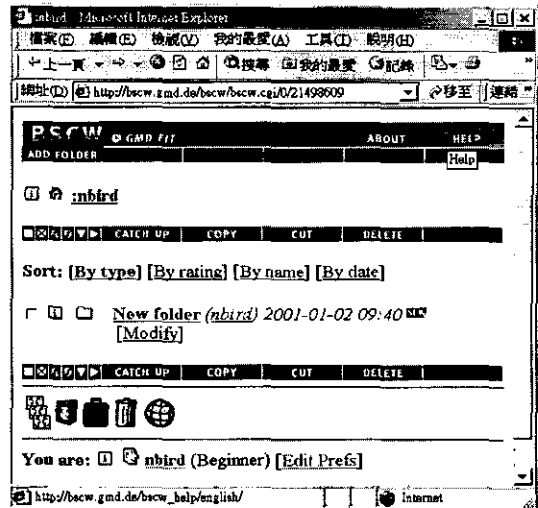 nbird - Microsoft Internet Explorer
檔案(F) 編輯(E) 檢視(V) 我的最愛(A) 工具(T) 說明(H)
上一頁 搜尋 我的最愛 記錄
網址(D) http://bscw.gmd.de/bscw/bscw.cgi/0/21498609 移至 連結 »
BSCW @ GMD FIT ABOUT HELP
ADD FOLDER
Help
:nbird
CATCH UP COPY CUT DELETE
Sort: [By type] [By rating] [By name] [By date]
New folder (nbird) 2001-01-02 09:40
[Modify]
CATCH UP COPY CUT DELETE
You are: nbird (Beginner) [Edit Prefs]
http://bscw.gmd.de/bscw_help/english/ Internet